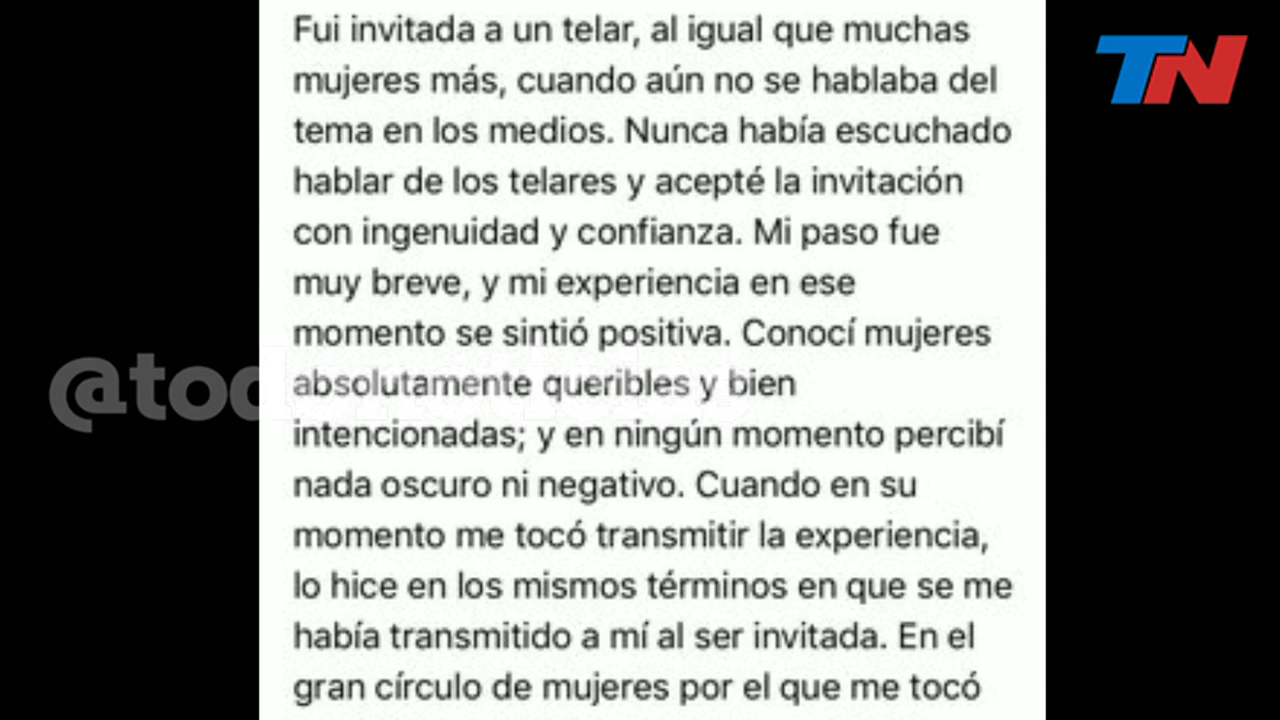 Fui invitada a un telar, al igual que muchas
mujeres más, cuando aún no se hablaba del
tema en los medios. Nunca había escuchado
hablar de los telares y acepté la invitación
con ingenuidad y confianza. Mi paso fue
muy breve, y mi experiencia en ese
momento se sintió positiva. Conocí mujeres
absolutamente queribles y bien
intencionadas; y en ningún momento percibí
nada oscuro ni negativo. Cuando en su
momento me tocó transmitir la experiencia,
lo hice en los mismos términos en que se me
había transmitido a mí al ser invitada. En el
gran círculo de mujeres por el que me tocó
TN